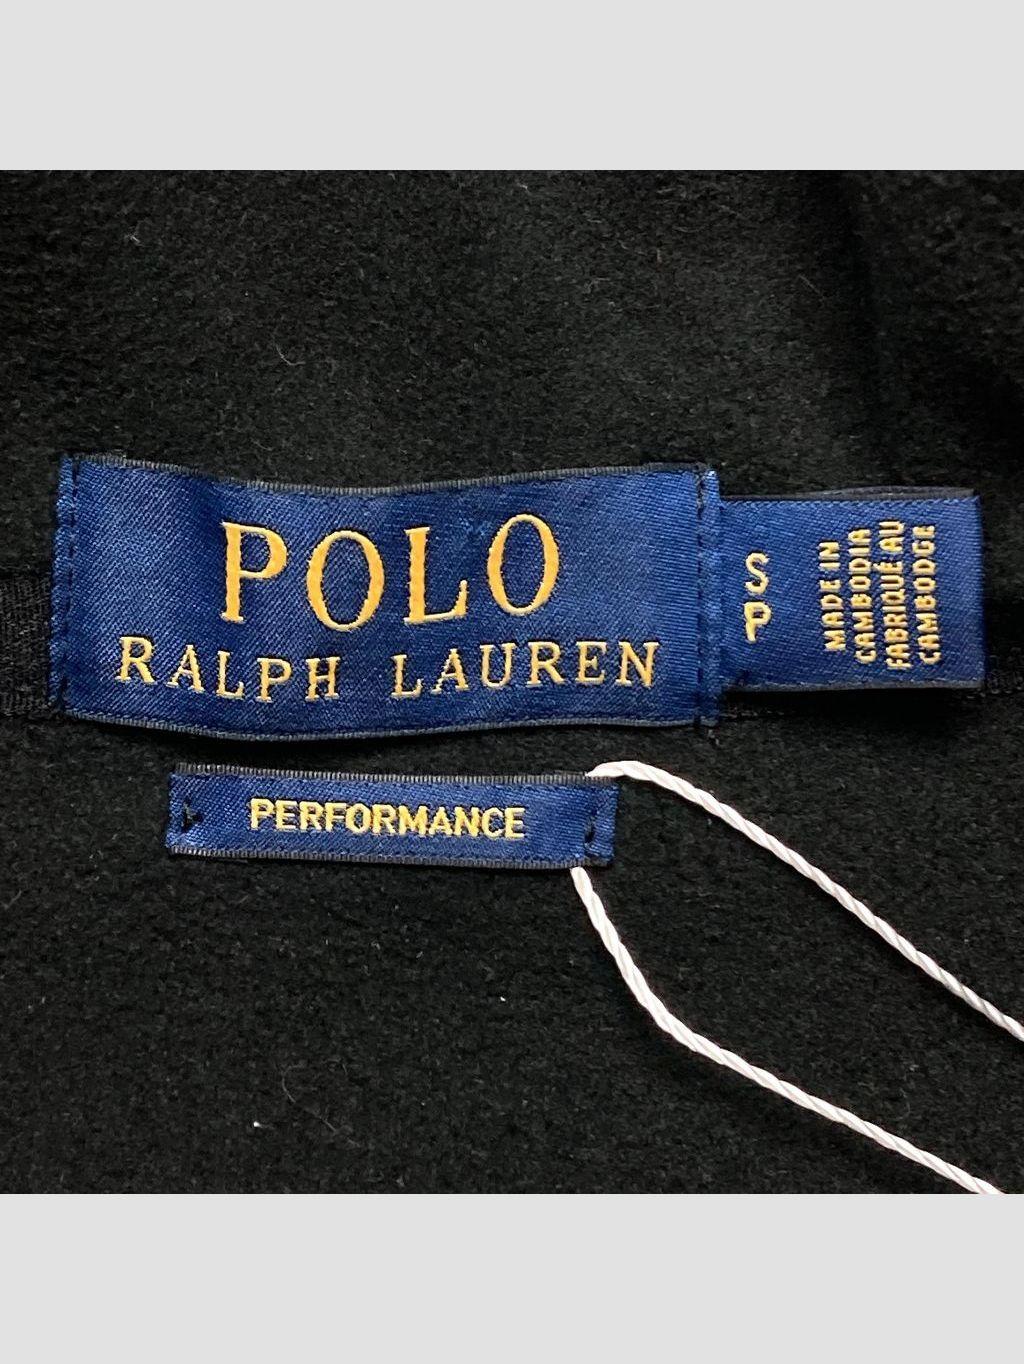 POLO
RALPH LAUREN
S
P
MADE IN
CAMBODIA
FABRIQUÉ AU
CAMBODGE
PERFORMANCE